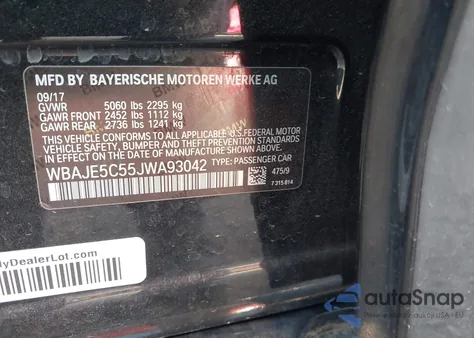 MFD BY BAYERISCHE MOTOREN WERKE AG
09/17
GVWR 5060 lbs 2295 kg
GAWR FRONT 2452 lbs 1112 kg
GAWR REAR 2736 lbs 1241 kg
THIS VEHICLE CONFORMS TO ALL APPLICABLE U.S. FEDERAL MOTOR
VEHICLE SAFETY, BUMPER, AND THEFT PREVENTION STANDARDS
IN EFFECT ON THE DATE OF MANUFACTURE SHOWN ABOVE.
WBAJE5C55JWA93042 TYPE: PASSENGER CAR
475/9
7 315 814
MyDealerLot.com
autoSnap